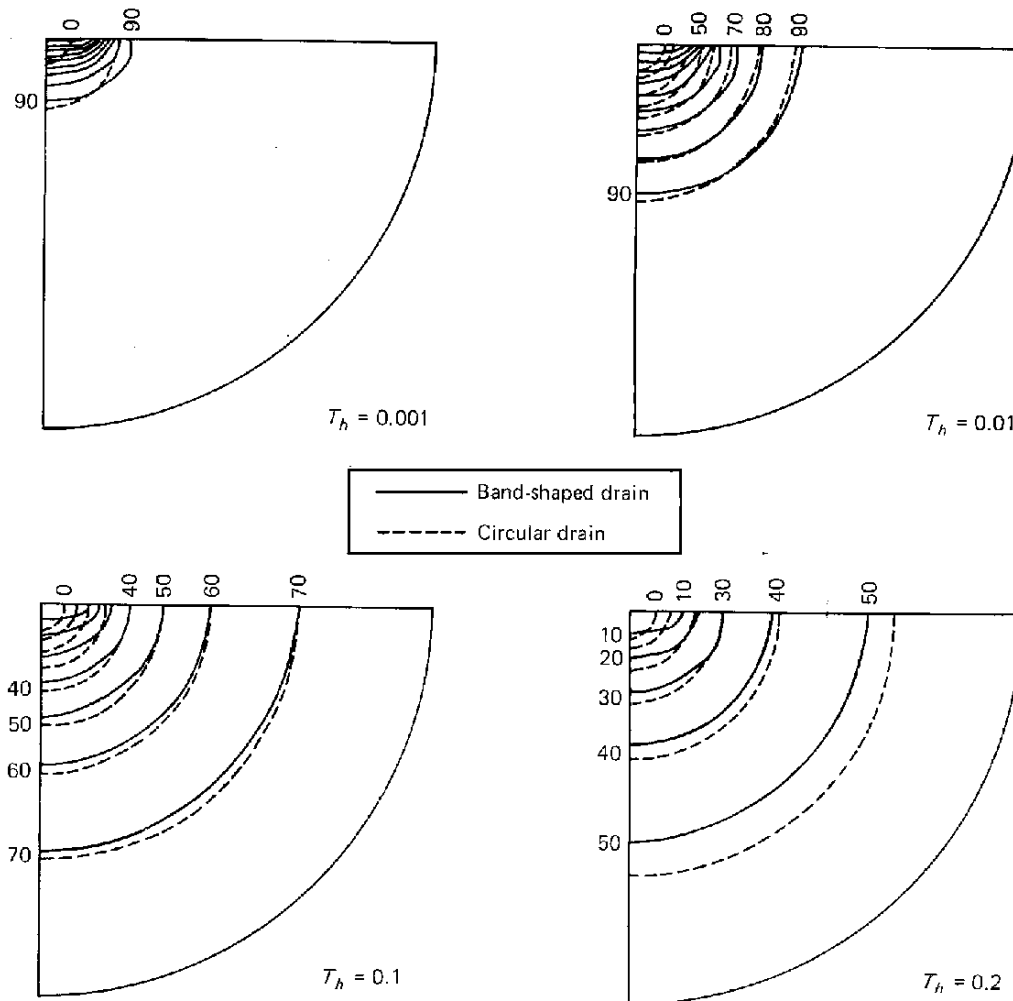 0 90
90
T_h = 0.001
0 50 70 80 90
90
T_h = 0.01
Band-shaped drain
Circular drain
0 40 50 60 70
40
50
60
70
T_h = 0.1
0 10 30 40 50
10
20
30
40
50
T_h = 0.2